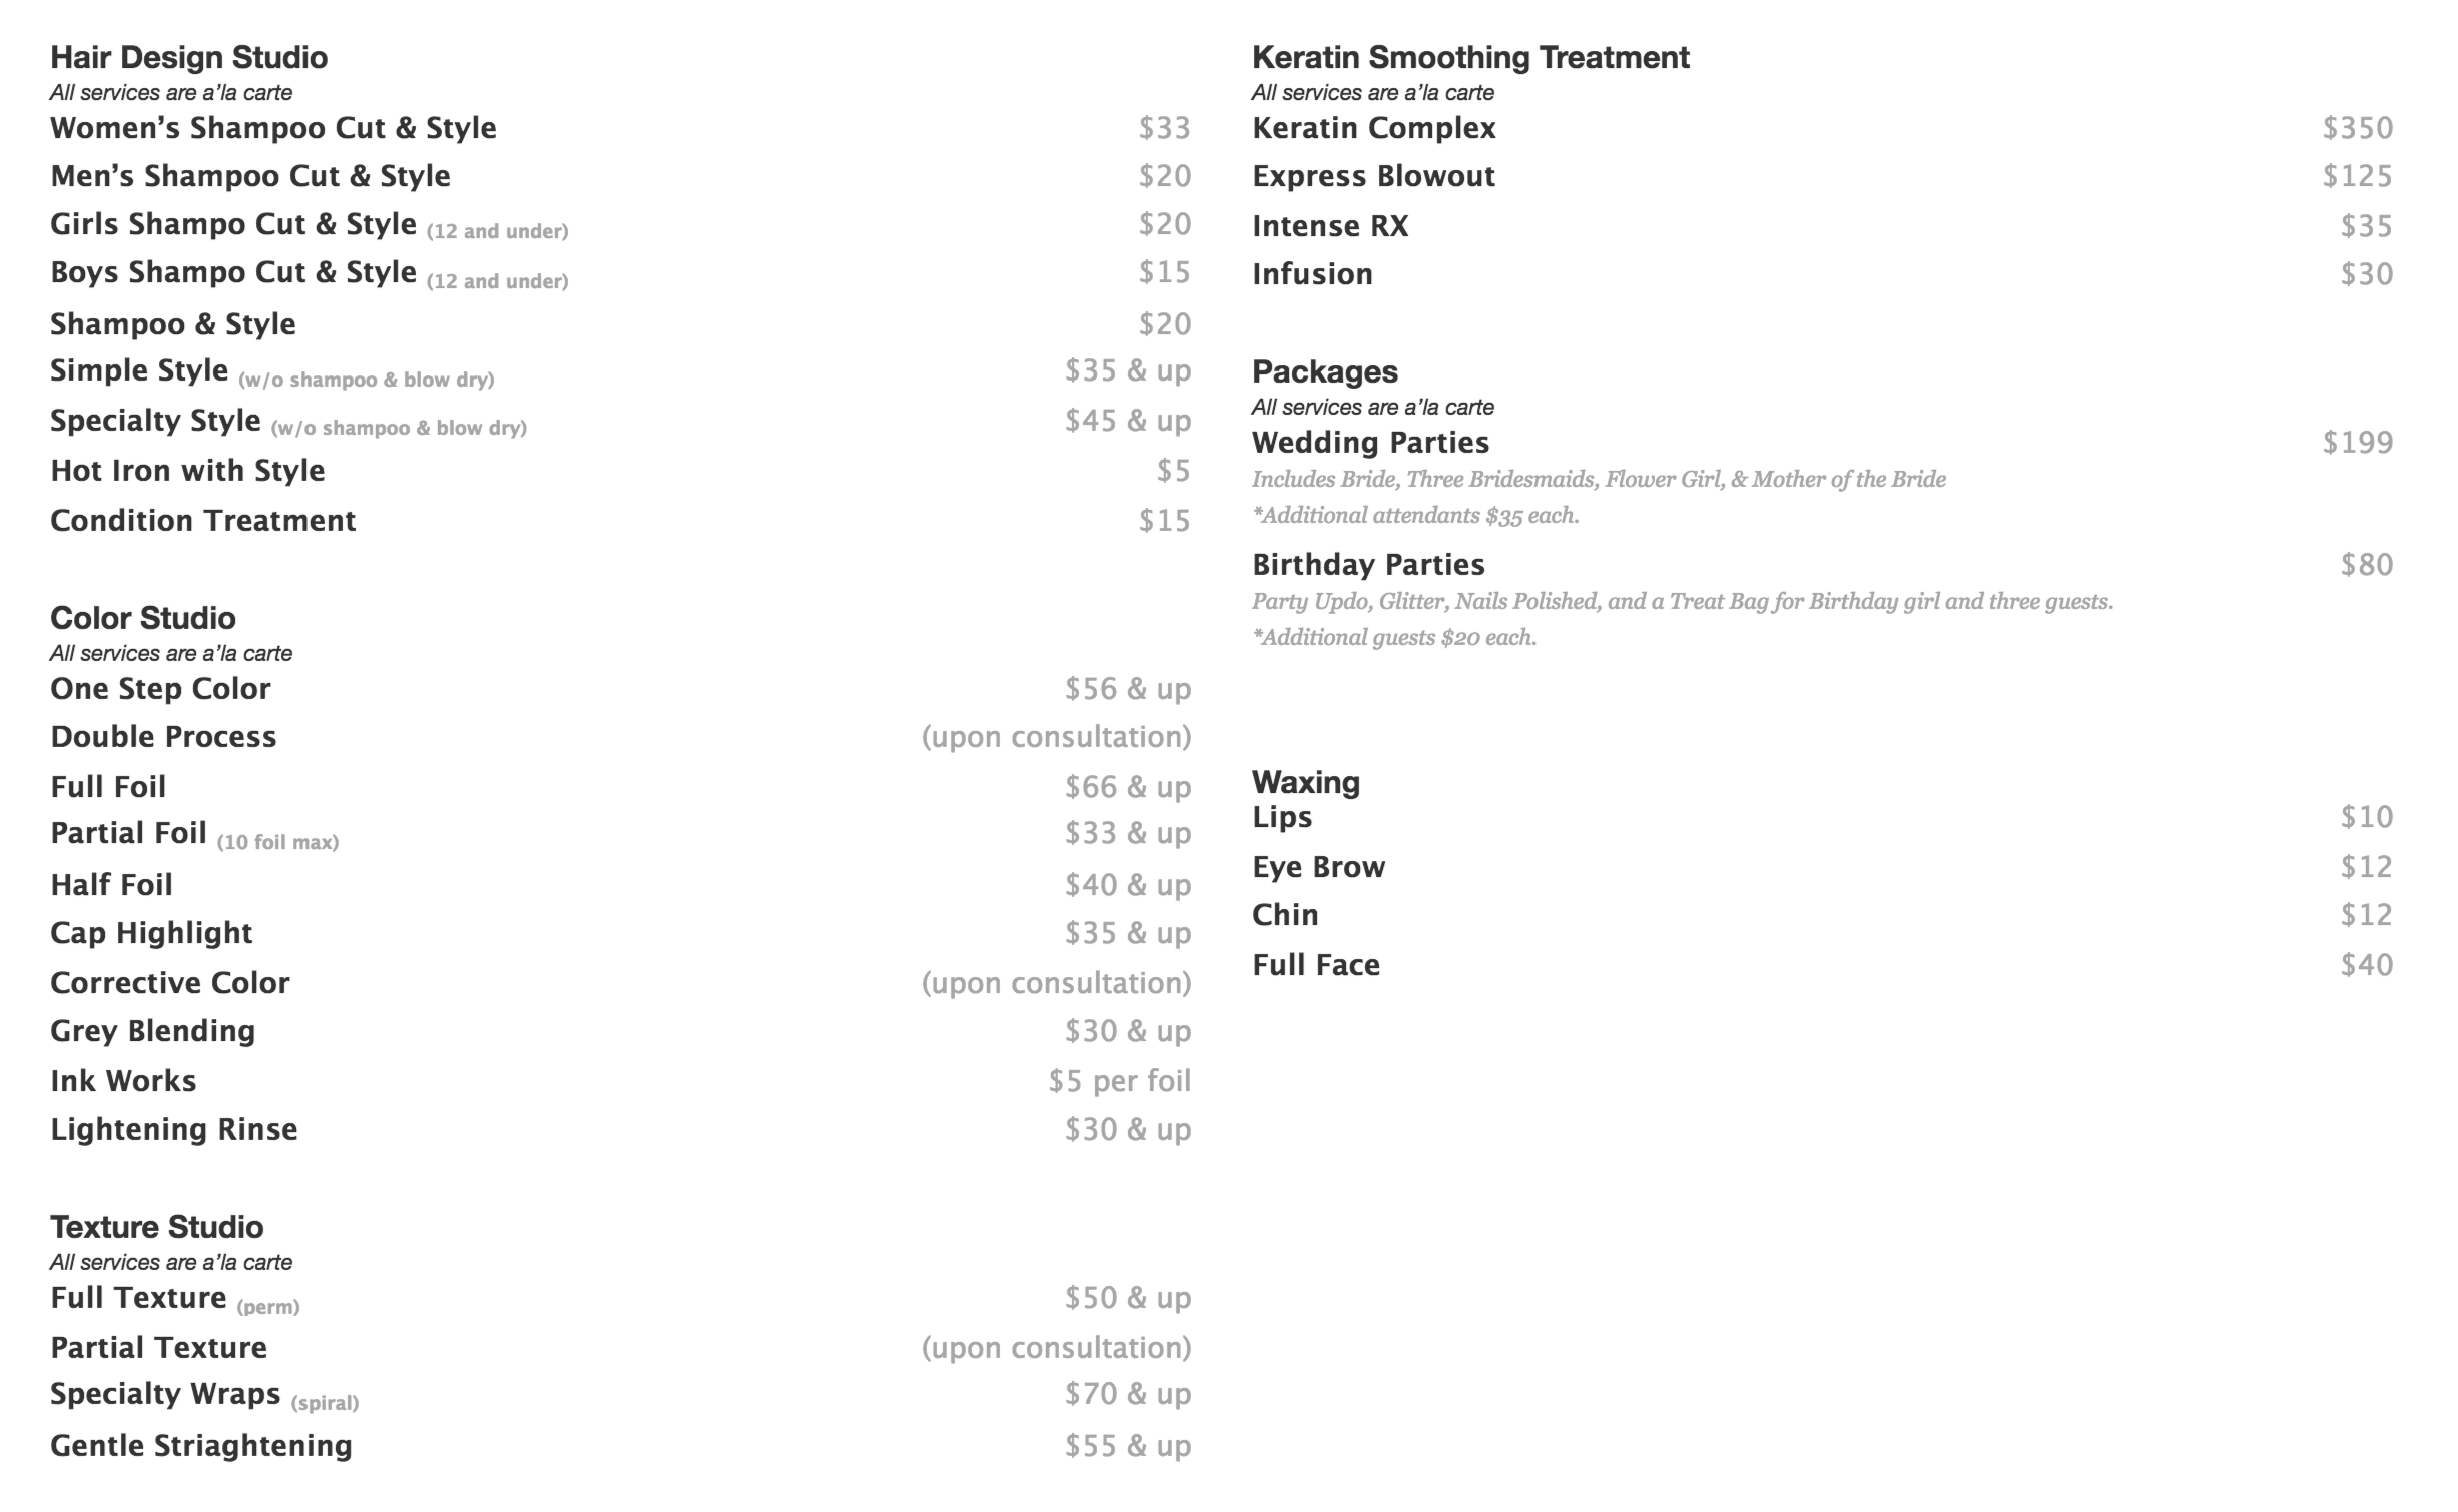 Hair Design Studio
All services are a’la carte
Women’s Shampoo Cut & Style $33
Men’s Shampoo Cut & Style $20
Girls Shampo Cut & Style (12 and under) $20
Boys Shampo Cut & Style (12 and under) $15
Shampoo & Style $20
Simple Style (w/o shampoo & blow dry) $35 & up
Specialty Style (w/o shampoo & blow dry) $45 & up
Hot Iron with Style $5
Condition Treatment $15
Color Studio
All services are a’la carte
One Step Color $56 & up
Double Process (upon consultation)
Full Foil $66 & up
Partial Foil (10 foil max) $33 & up
Half Foil $40 & up
Cap Highlight $35 & up
Corrective Color (upon consultation)
Grey Blending $30 & up
Ink Works $5 per foil
Lightening Rinse $30 & up
Texture Studio
All services are a’la carte
Full Texture (perm) $50 & up
Partial Texture (upon consultation)
Specialty Wraps (spiral) $70 & up
Gentle Striaghtening $55 & up
Keratin Smoothing Treatment
All services are a’la carte
Keratin Complex $350
Express Blowout $125
Intense RX $35
Infusion $30
Packages
All services are a’la carte
Wedding Parties $199
Includes Bride, Three Bridesmaids, Flower Girl, & Mother of the Bride
*Additional attendants $35 each.
Birthday Parties $80
Party Updo, Glitter, Nails Polished, and a Treat Bag for Birthday girl and three guests.
*Additional guests $20 each.
Waxing
Lips $10
Eye Brow $12
Chin $12
Full Face $40